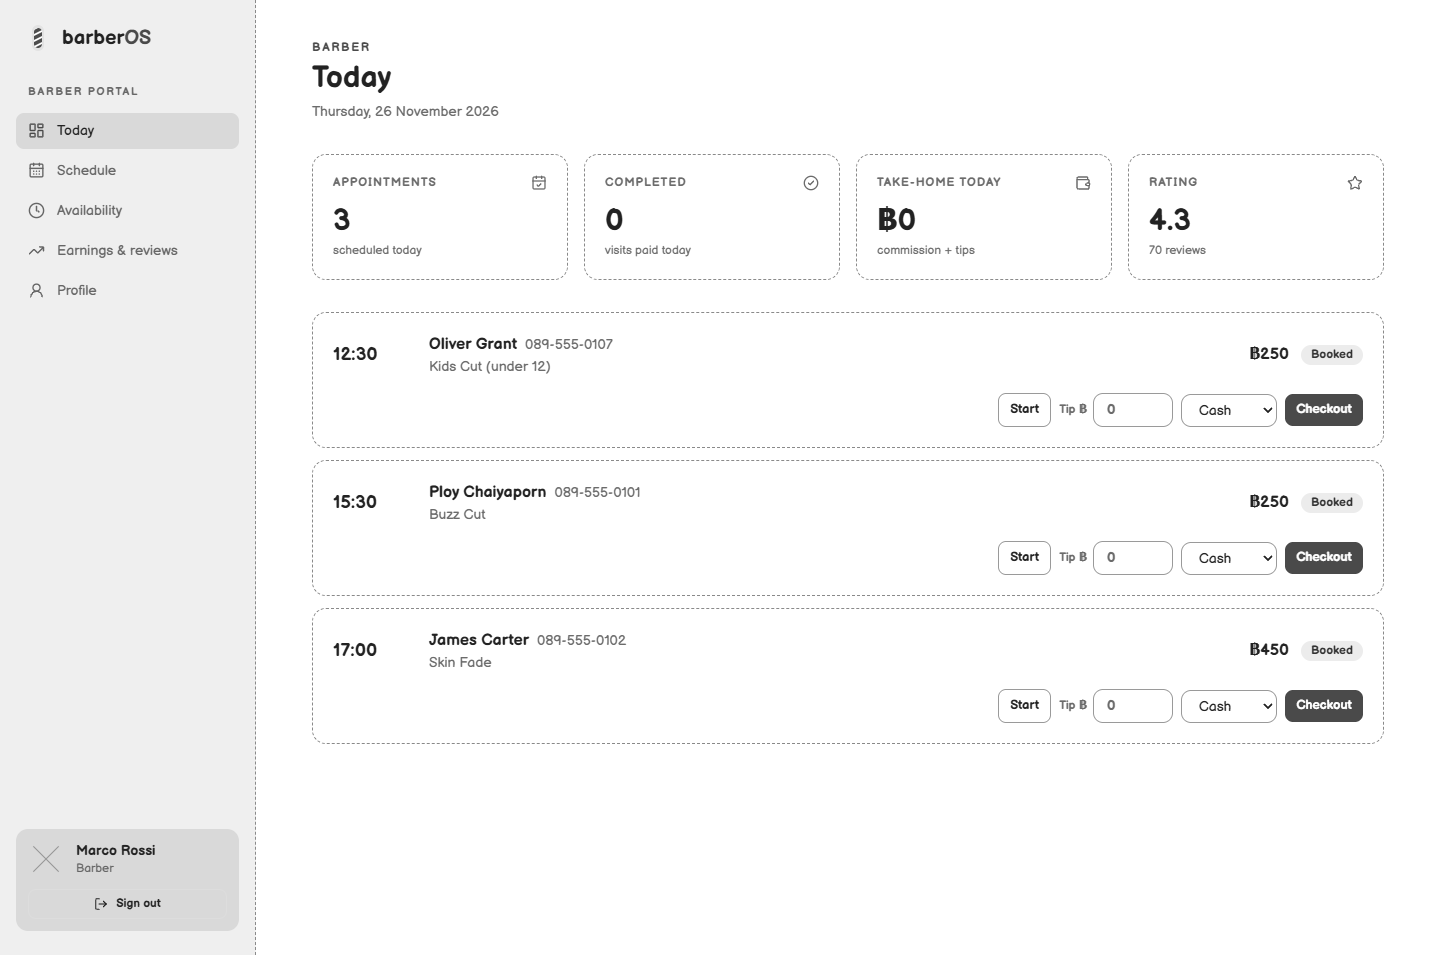 barberOS
BARBER PORTAL
Today
Schedule
Availability
Earnings & reviews
Profile
Marco Rossi
Barber
Sign out
BARBER
Today
Thursday, 26 November 2026
APPOINTMENTS
3
scheduled today
COMPLETED
0
visits paid today
TAKE-HOME TODAY
฿0
commission + tips
RATING
4.3
70 reviews
12:30
Oliver Grant 089-555-0107
Kids Cut (under 12)
฿250 Booked
Start Tip ฿ 0 Cash Checkout
15:30
Ploy Chaiyaporn 089-555-0101
Buzz Cut
฿250 Booked
Start Tip ฿ 0 Cash Checkout
17:00
James Carter 089-555-0102
Skin Fade
฿450 Booked
Start Tip ฿ 0 Cash Checkout